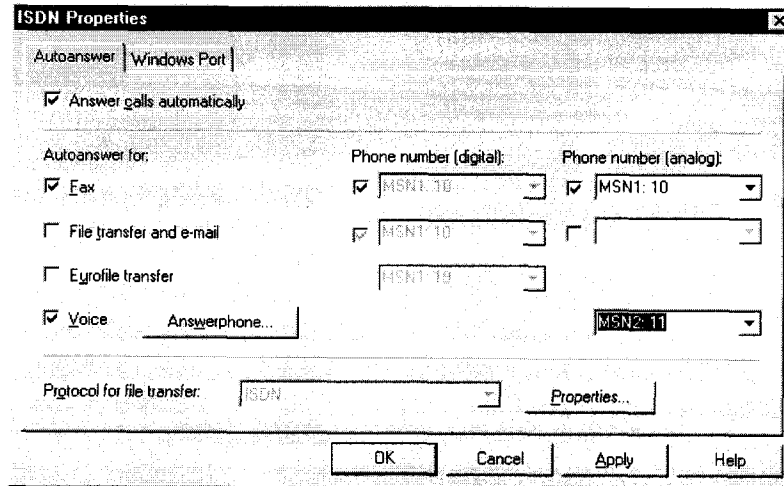 ISDN Properties
Autoanswer Windows Port
Answer calls automatically
Autoanswer for: Phone number (digital): Phone number (analog):
Fax MSN1: 10 MSN1: 10
File transfer and e-mail MSN1: 10
Eurofile transfer MSN1: 10
Voice Answerphone... MSN2: 11
Protocol for file transfer: ISDN Properties...
OK Cancel Apply Help